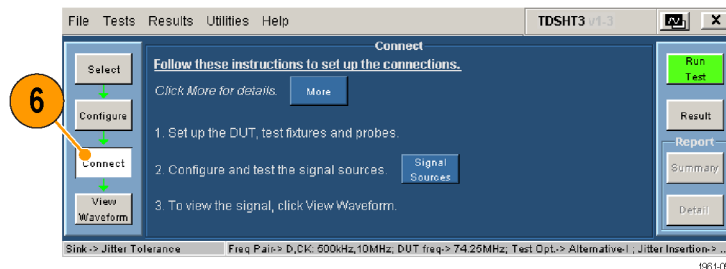 File Tests Results Utilities Help TDSHT3 v1-3 X
Connect
Follow these instructions to set up the connections.
Click More for details. More
1. Set up the DUT, test fixtures and probes.
2. Configure and test the signal sources. Signal Sources
3. To view the signal, click View Waveform.
Select
Configure
Connect
View
Waveform
6
Run
Test
Result
Report
Summary
Detail
Sink -> Jitter Tolerance Freq Pair-> D,CK: 500kHz,10MHz; DUT freq-> 74.25MHz; Test Opt.-> Alternative-I ; Jitter Insertion-> ..